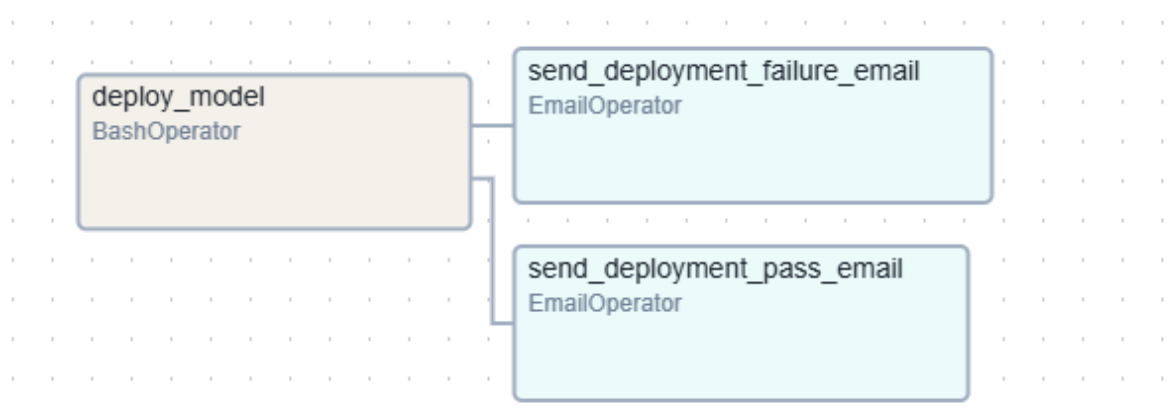 deploy_model
BashOperator
send_deployment_failure_email
EmailOperator
send_deployment_pass_email
EmailOperator